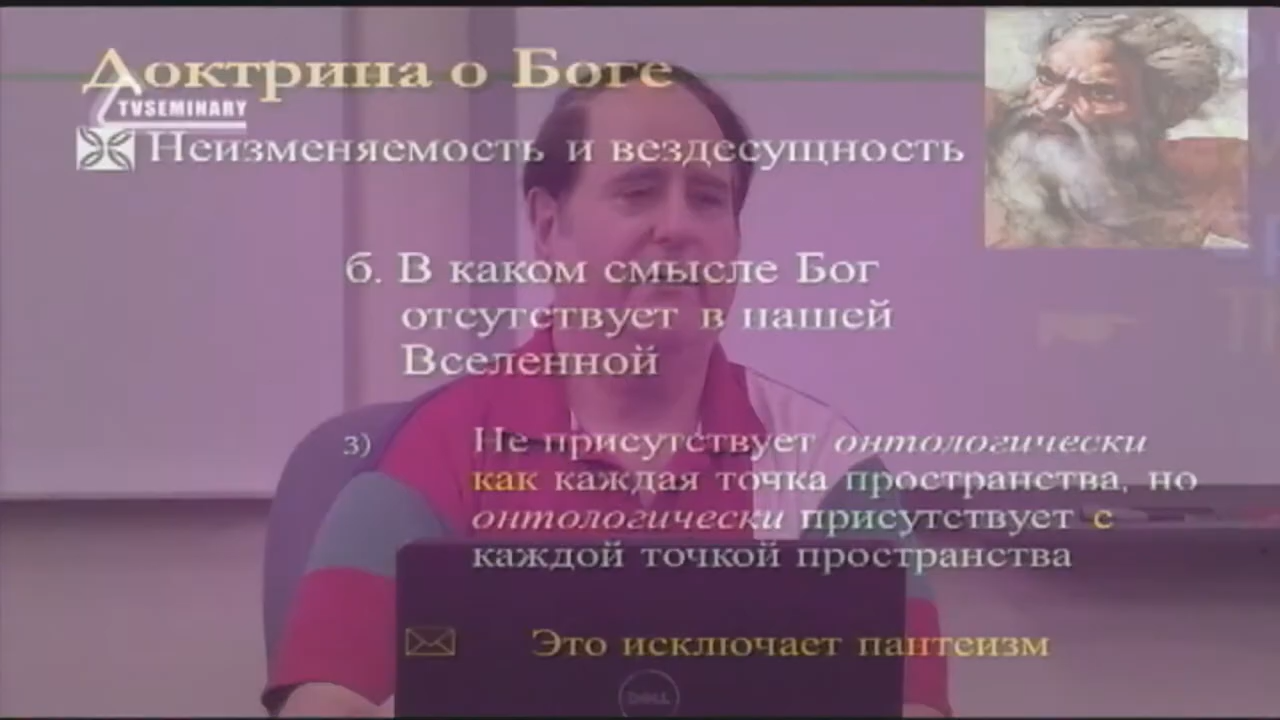 Доктрина о Боге
TVSEMINARY
Неизменяемость и вездесущность
б. В каком смысле Бог
отсутствует в нашей
Вселенной
3) Не присутствует онтологически
как каждая точка пространства, но
онтологически присутствует с
каждой точкой пространства
Это исключает пантеизм
DELL